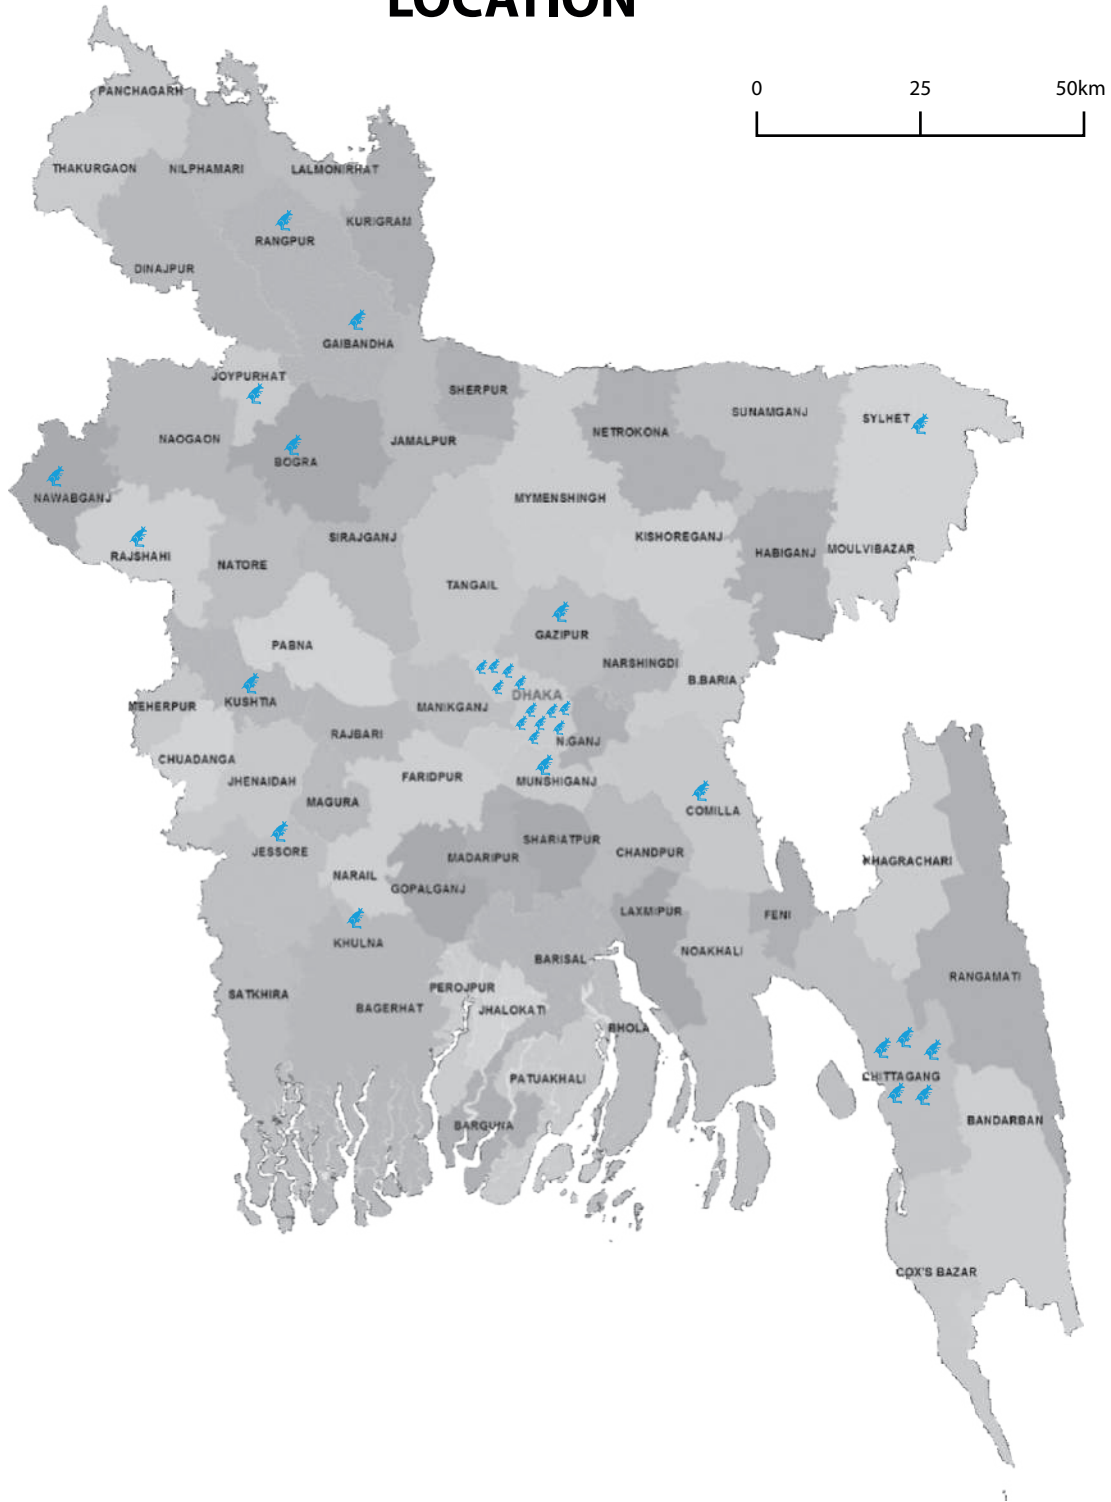 LOCATION
0 25 50km
PANCHAGARH
THAKURGAON NILPHAMARI LALMONIRHAT
KURIGRAM
RANGPUR
DINAJPUR
GAIBANDHA
JOYPURHAT
SHERPUR
SUNAMGANJ SYLHET
NETROKONA
NAOGAON JAMALPUR
BOGRA
NAWABGANJ MYMENSHINGH
SIRAJGANJ KISHOREGANJ
RAJSHAHI NATORE HABIGANJ MOULVIBAZAR
TANGAIL
GAZIPUR
PABNA
NARSHINGDI
B.BARIA
DHAKA
MEHERPUR KUSHTIA MANIKGANJ
RAJBARI N.GANJ
CHUADANGA
JHENAIDAH FARIDPUR MUNSHIGANJ
MAGURA COMILLA
SHARIATPUR
JESSORE MADARIPUR CHANDPUR
KHAGRACHARI
NARAIL GOPALGANJ
LAXMIPUR FENI
KHULNA NOAKHALI
BARISAL
RANGAMATI
SATKHIRA PEROJPUR
BAGERHAT JHALOKATI
BHOLA
PATUAKHALI CHITTAGANG
BARGUNA BANDARBAN
COX'S BAZAR